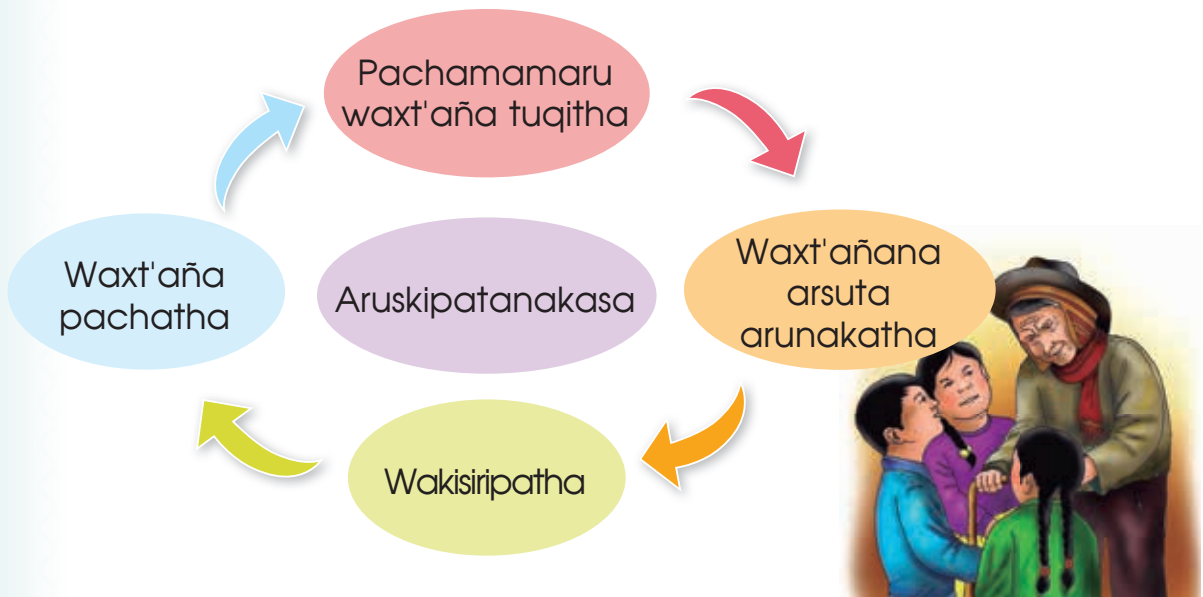 Pachamamaru
waxt'aña tuqitha
Waxt'aña
pachatha
Aruskipatanakasa
Waxt'añana
arsuta
arunakatha
Wakisiripatha